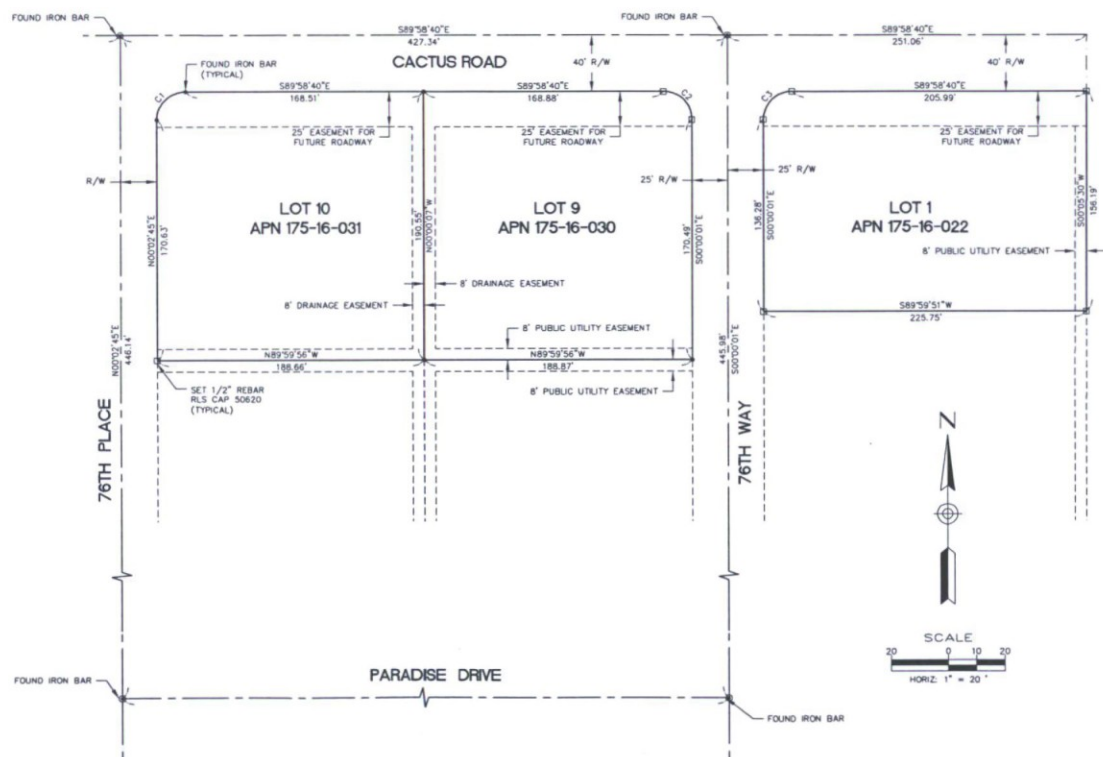 FOUND IRON BAR
FOUND IRON BAR
S89°58'40"E
427.34'
S89°58'40"E
251.06'
CACTUS ROAD
40' R/W
40' R/W
FOUND IRON BAR
(TYPICAL)
C1
S89°58'40"E
168.51'
S89°58'40"E
168.88'
C2
C3
S89°58'40"E
205.99'
25' EASEMENT FOR
FUTURE ROADWAY
25' EASEMENT FOR
FUTURE ROADWAY
25' EASEMENT FOR
FUTURE ROADWAY
R/W
25' R/W
25' R/W
LOT 10
APN 175-16-031
LOT 9
APN 175-16-030
LOT 1
APN 175-16-022
N00°02'45"E
170.63'
190.55'
N00°00'07"W
170.49'
S00°00'01"E
136.28'
S00°00'01"E
S00°05'30"W
156.19'
8' PUBLIC UTILITY EASEMENT
8' DRAINAGE EASEMENT
8' DRAINAGE EASEMENT
S89°59'51"W
225.75'
8' PUBLIC UTILITY EASEMENT
N89°59'56"W
188.66'
N89°59'56"W
188.87'
8' PUBLIC UTILITY EASEMENT
N00°02'45"E
446.14'
445.98'
S00°00'01"E
SET 1/2" REBAR
RLS CAP 50620
(TYPICAL)
76TH PLACE
76TH WAY
N
SCALE
20 0 10 20
HORIZ: 1" = 20 '
PARADISE DRIVE
FOUND IRON BAR
FOUND IRON BAR